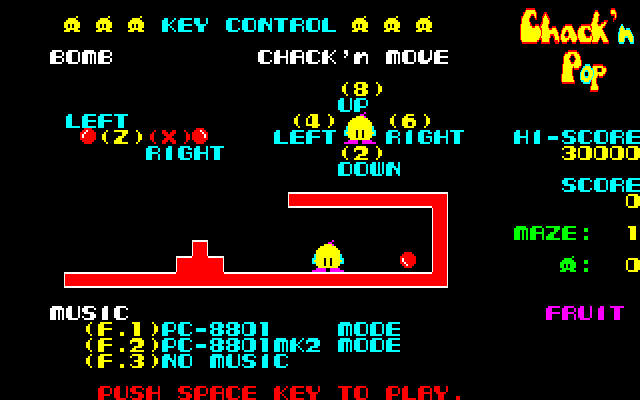 KEY CONTROL
BOMB
CHACK'n MOVE
(8)
UP
LEFT
(Z) (X)
RIGHT
(4) (6)
LEFT RIGHT
(2)
DOWN
MUSIC
(F.1)PC-8801 MODE
(F.2)PC-8801MK2 MODE
(F.3)NO MUSIC
PUSH SPACE KEY TO PLAY.
Chack'n
Pop
HI-SCORE
30000
SCORE
0
MAZE: 1
: 0
FRUIT